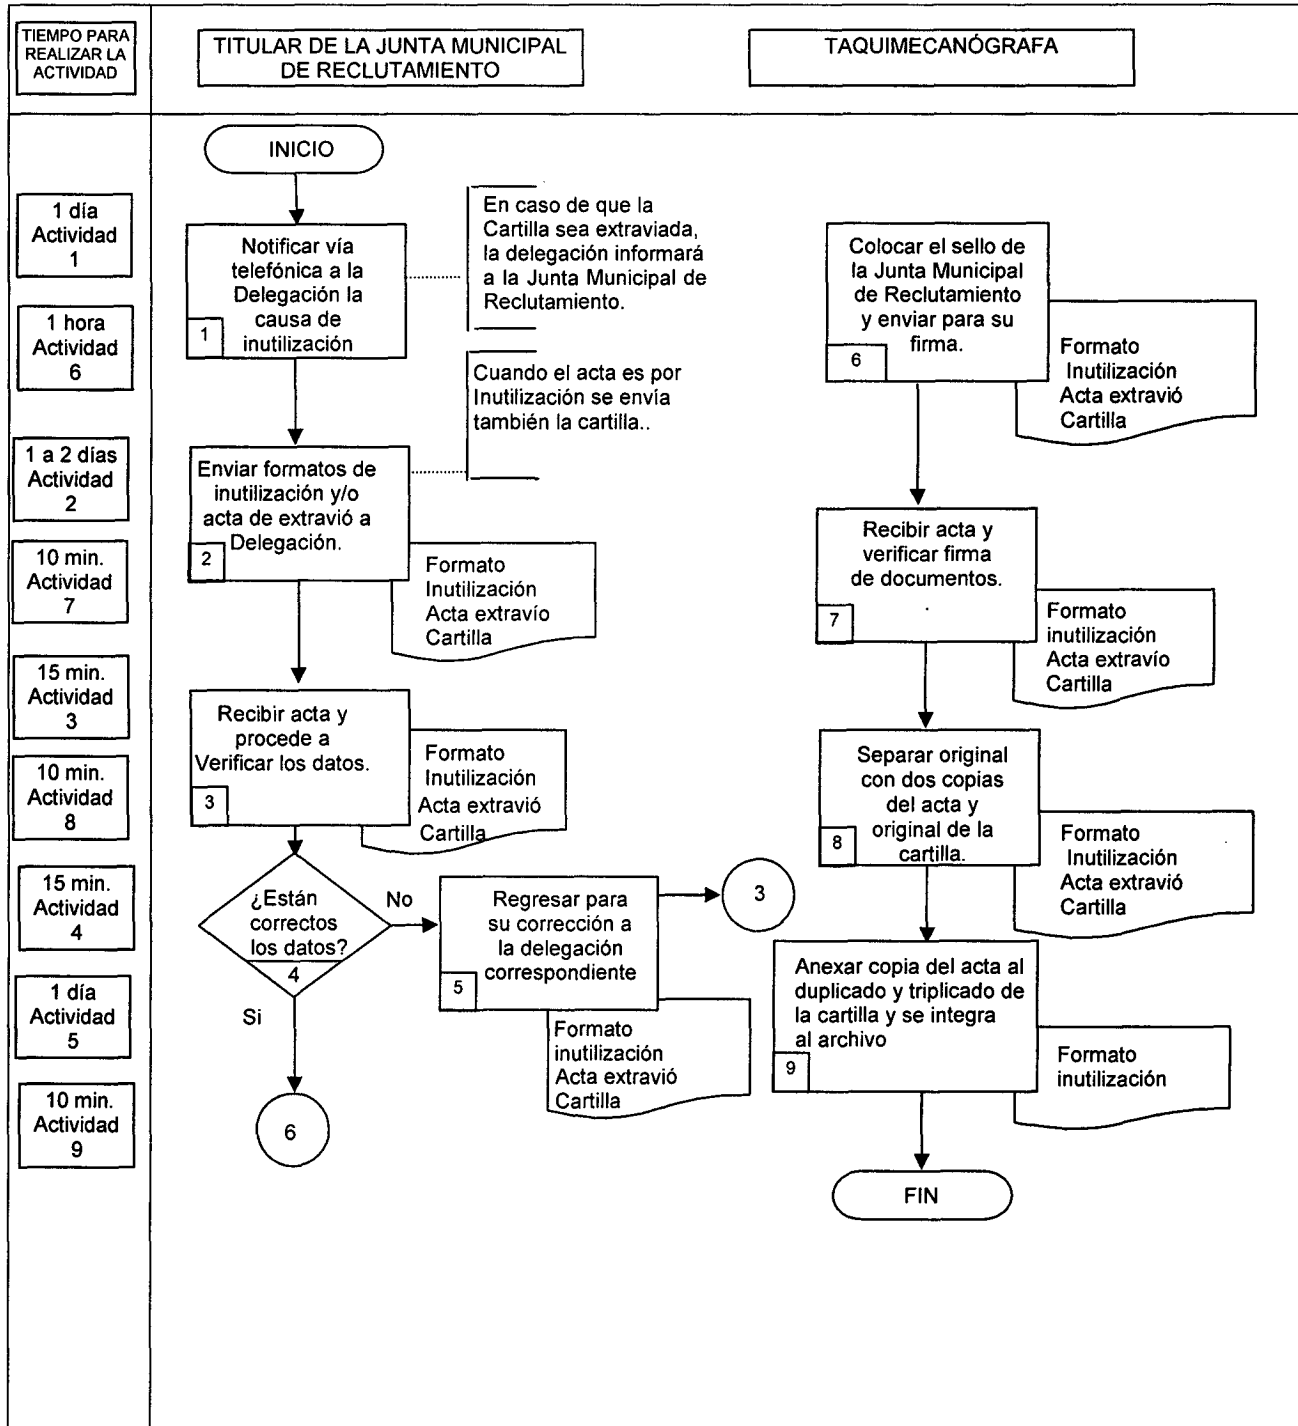 TIEMPO PARA
REALIZAR LA
ACTIVIDAD
TITULAR DE LA JUNTA MUNICIPAL
DE RECLUTAMIENTO
TAQUIMECANÓGRAFA
1 día
Actividad
1
1 hora
Actividad
6
1 a 2 días
Actividad
2
10 min.
Actividad
7
15 min.
Actividad
3
10 min.
Actividad
8
15 min.
Actividad
4
1 día
Actividad
5
10 min.
Actividad
9
INICIO
Notificar vía
telefónica a la
Delegación la
causa de
inutilización
1
En caso de que la
Cartilla sea extraviada,
la delegación informará
a la Junta Municipal de
Reclutamiento.
Cuando el acta es por
Inutilización se envía
también la cartilla..
Enviar formatos de
inutilización y/o
acta de extravió a
Delegación.
2
Formato
Inutilización
Acta extravío
Cartilla
Recibir acta y
procede a
Verificar los datos.
3
Formato
Inutilización
Acta extravió
Cartilla
¿Están
correctos
los datos?
4
No
Si
Regresar para
su corrección a
la delegación
correspondiente
5
3
Formato
inutilización
Acta extravió
Cartilla
6
Colocar el sello de
la Junta Municipal
de Reclutamiento
y enviar para su
firma.
6
Formato
Inutilización
Acta extravió
Cartilla
Recibir acta y
verificar firma
de documentos.
7
Formato
inutilización
Acta extravío
Cartilla
Separar original
con dos copias
del acta y
original de la
cartilla.
8
Formato
Inutilización
Acta extravió
Cartilla
Anexar copia del acta al
duplicado y triplicado de
la cartilla y se integra
al archivo
9
Formato
inutilización
FIN